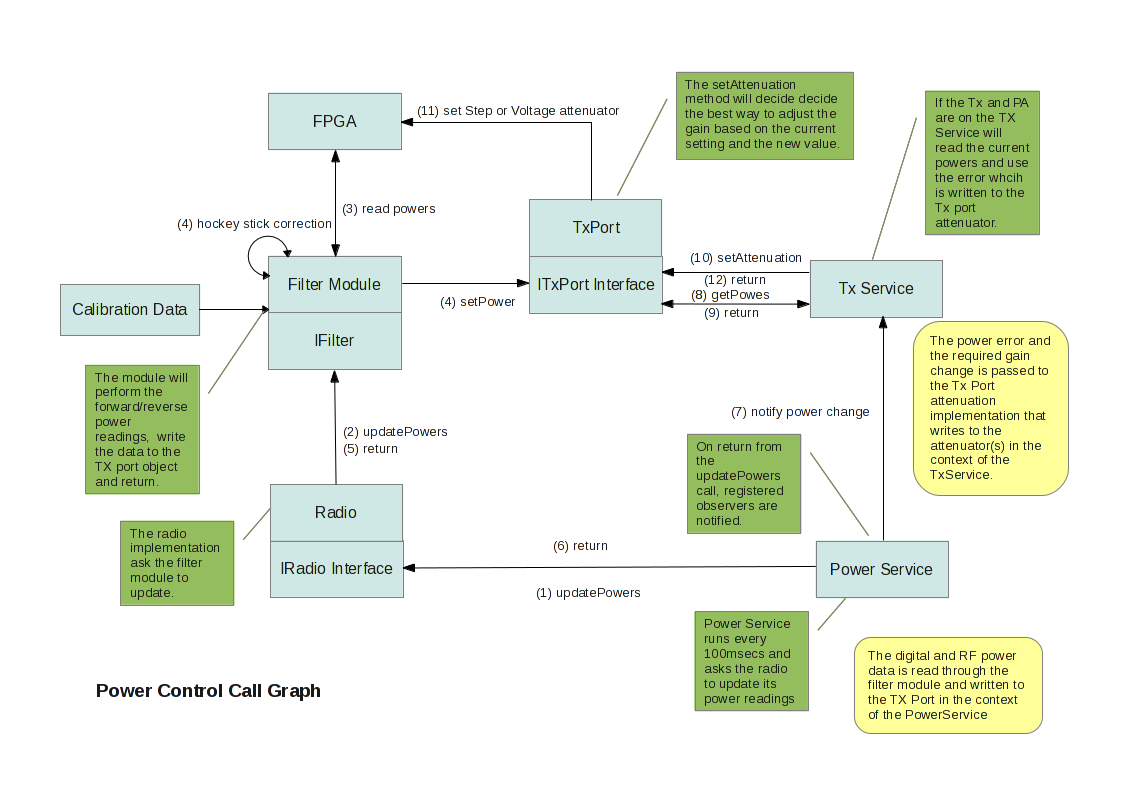 The setAttenuation
method will decide decide
the best way to adjust the
gain based on the current
setting and the new value.
If the Tx and PA
are on the TX
Service will
read the current
powers and use
the error whcih
is written to the
Tx port
attenuator.
(11) set Step or Voltage attenuator
FPGA
(3) read powers
(4) hockey stick correction
TxPort
ITxPort Interface
(10) setAttenuation
(12) return
(8) getPowes
(9) return
Tx Service
Filter Module
IFilter
(4) setPower
Calibration Data
The module will
perform the
forward/reverse
power
readings, write
the data to the
TX port object
and return.
The power error and
the required gain
change is passed to
the Tx Port
attenuation
implementation that
writes to the
attenuator(s) in the
context of the
TxService.
(7) notify power change
(2) updatePowers
(5) return
On return from
the
updatePowers
call, registered
observers are
notified.
Radio
IRadio Interface
The radio
implementation
ask the filter
module to
update.
(6) return
(1) updatePowers
Power Service
Power Service
runs every
100msecs and
asks the radio
to update its
power readings
The digital and RF power
data is read through the
filter module and written to
the TX Port in the context
of the PowerService
Power Control Call Graph